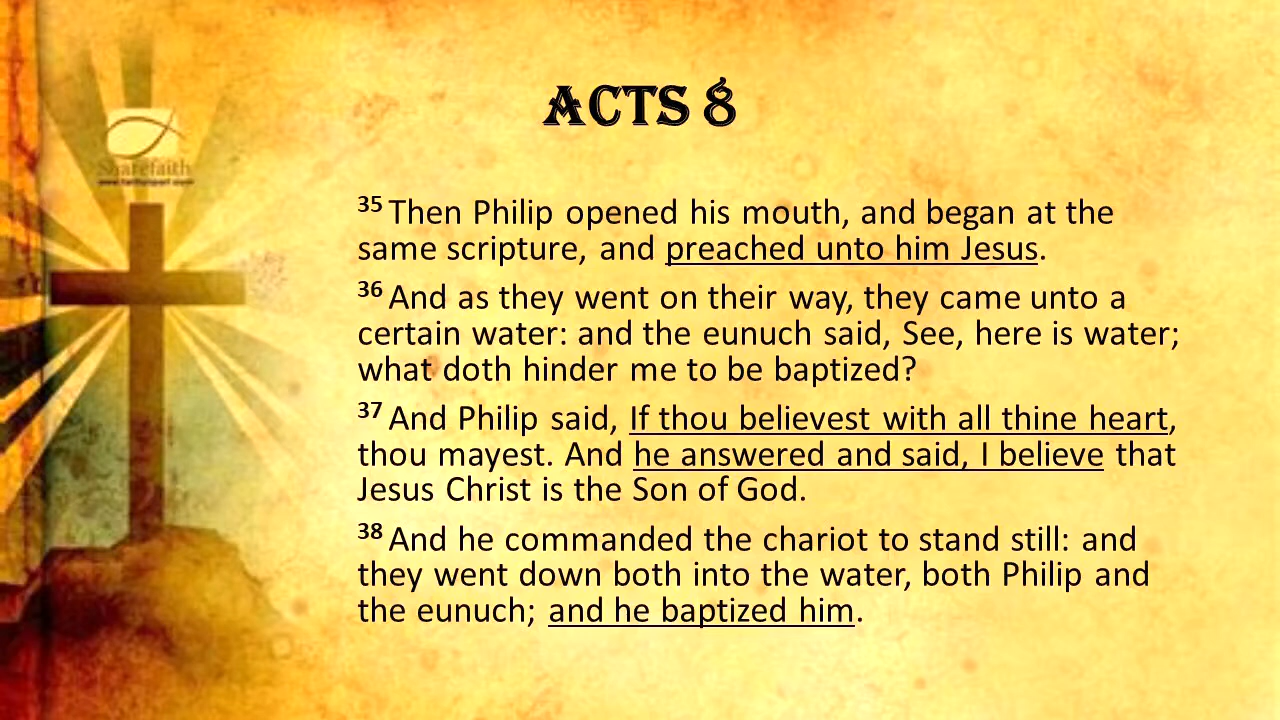 Sharefaith
ACTS 8
35 Then Philip opened his mouth, and began at the
same scripture, and preached unto him Jesus.
36 And as they went on their way, they came unto a
certain water: and the eunuch said, See, here is water;
what doth hinder me to be baptized?
37 And Philip said, If thou believest with all thine heart,
thou mayest. And he answered and said, I believe that
Jesus Christ is the Son of God.
38 And he commanded the chariot to stand still: and
they went down both into the water, both Philip and
the eunuch; and he baptized him.